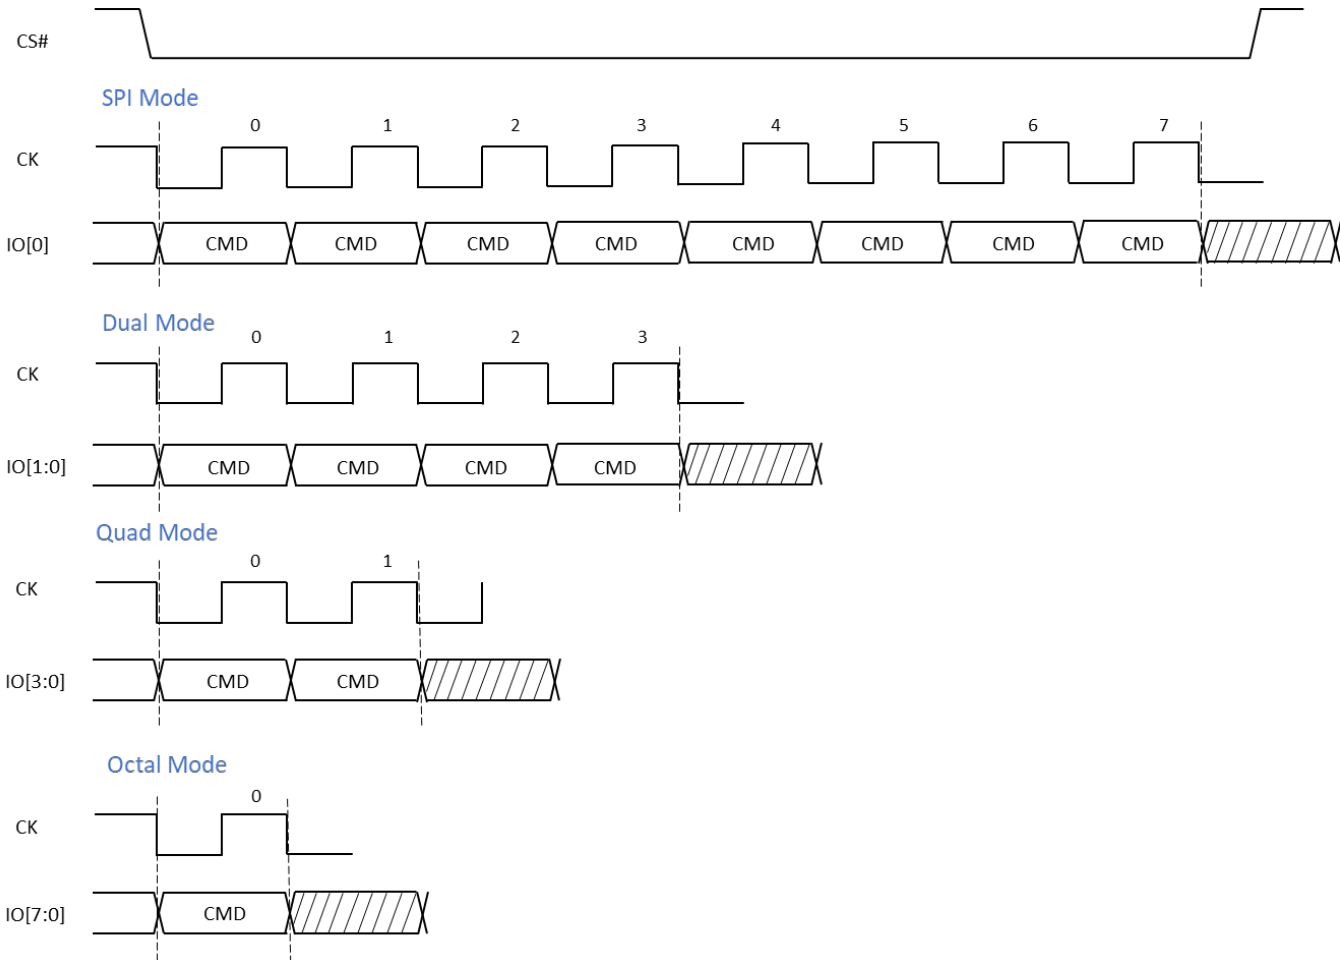 CS#
SPI Mode
0 1 2 3 4 5 6 7
CK
IO[0] CMD CMD CMD CMD CMD CMD CMD CMD
Dual Mode
0 1 2 3
CK
IO[1:0] CMD CMD CMD CMD
Quad Mode
0 1
CK
IO[3:0] CMD CMD
Octal Mode
0
CK
IO[7:0] CMD